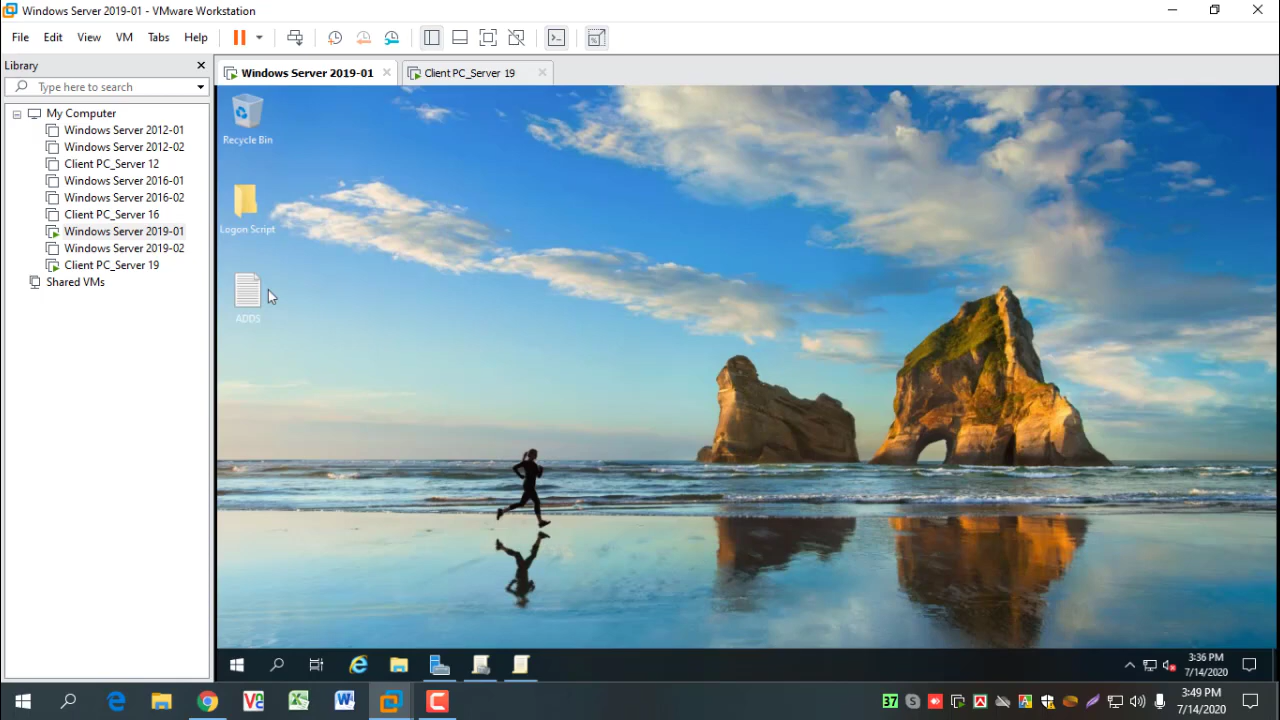 Windows Server 2019-01 - VMware Workstation
File Edit View VM Tabs Help
Library
Type here to search
My Computer
Windows Server 2012-01
Windows Server 2012-02
Client PC_Server 12
Windows Server 2016-01
Windows Server 2016-02
Client PC_Server 16
Windows Server 2019-01
Windows Server 2019-02
Client PC_Server 19
Shared VMs
Windows Server 2019-01
Client PC_Server 19
Recycle Bin
Logon Script
ADDS
3:36 PM
7/14/2020
37
3:49 PM
7/14/2020